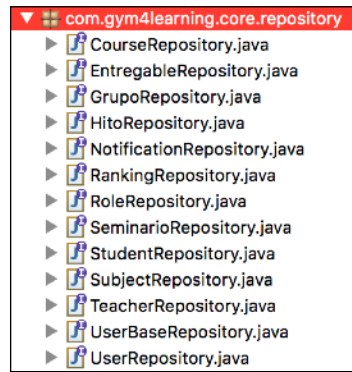 com.gym4learning.core.repository
CourseRepository.java
EntregableRepository.java
GrupoRepository.java
HitoRepository.java
NotificationRepository.java
RankingRepository.java
RoleRepository.java
SeminarioRepository.java
StudentRepository.java
SubjectRepository.java
TeacherRepository.java
UserBaseRepository.java
UserRepository.java